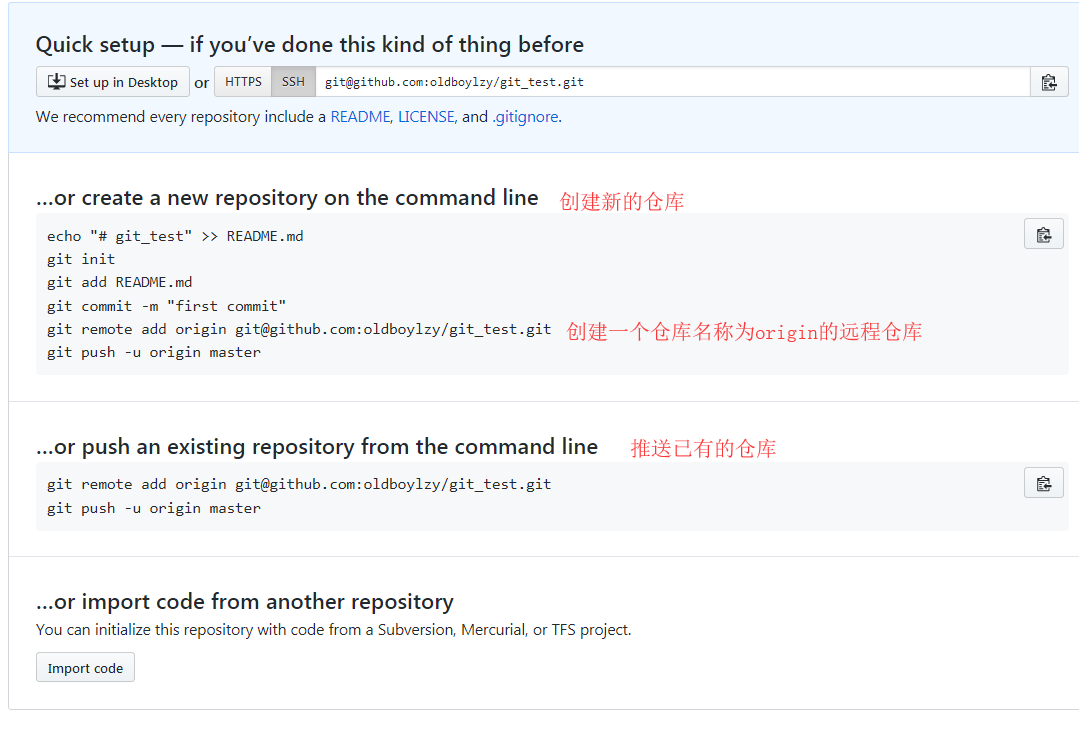 Quick setup — if you’ve done this kind of thing before
Set up in Desktop or HTTPS SSH git@github.com:oldboylzy/git_test.git
We recommend every repository include a README, LICENSE, and .gitignore.
…or create a new repository on the command line 创建新的仓库
echo "# git_test" >> README.md
git init
git add README.md
git commit -m "first commit"
git remote add origin git@github.com:oldboylzy/git_test.git 创建一个仓库名称为origin的远程仓库
git push -u origin master
…or push an existing repository from the command line 推送已有的仓库
git remote add origin git@github.com:oldboylzy/git_test.git
git push -u origin master
…or import code from another repository
You can initialize this repository with code from a Subversion, Mercurial, or TFS project.
Import code